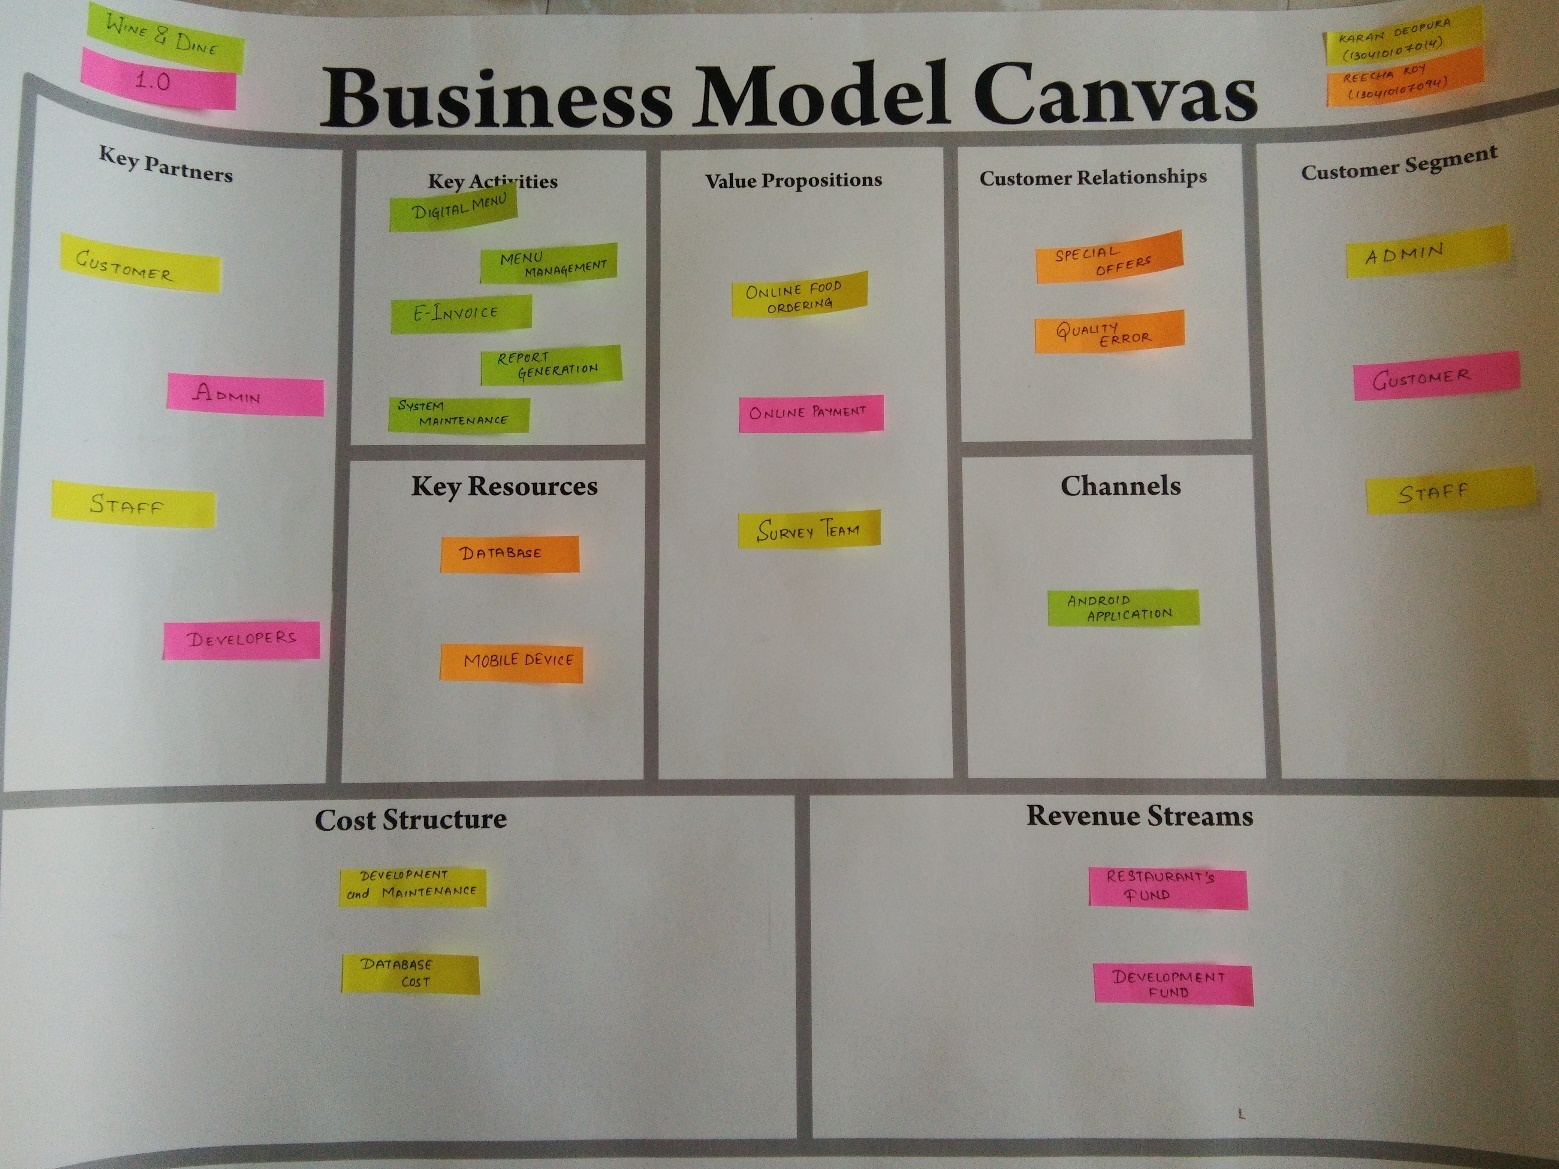 Wine & Dine
1.0
Business Model Canvas
KARAN DEOPURA
(130410107014)
REECHA ROY
(130410107094)
Key Partners
CUSTOMER
ADMIN
STAFF
DEVELOPERS
Key Activities
DIGITAL MENU
MENU
MANAGEMENT
E-INVOICE
REPORT
GENERATION
SYSTEM
MAINTENANCE
Key Resources
DATABASE
MOBILE DEVICE
Value Propositions
ONLINE FOOD
ORDERING
ONLINE PAYMENT
SURVEY TEAM
Customer Relationships
SPECIAL
OFFERS
QUALITY
ERROR
Channels
ANDROID
APPLICATION
Customer Segment
ADMIN
CUSTOMER
STAFF
Cost Structure
DEVELOPMENT
and MAINTENANCE
DATABASE
COST
Revenue Streams
RESTAURANT'S
FUND
DEVELOPMENT
FUND
L